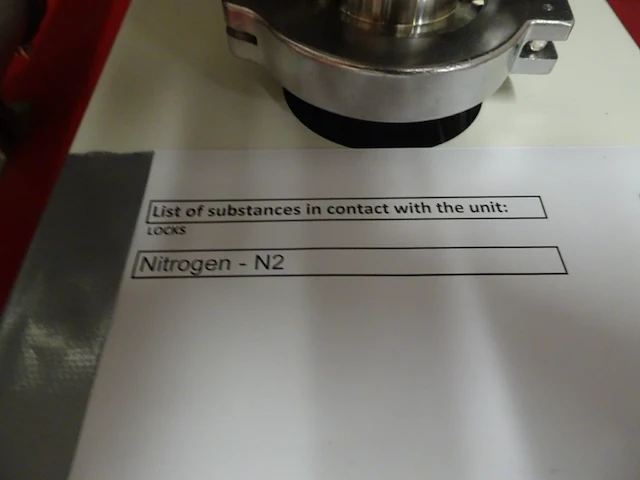 List of substances in contact with the unit:
LOCKS
Nitrogen - N2